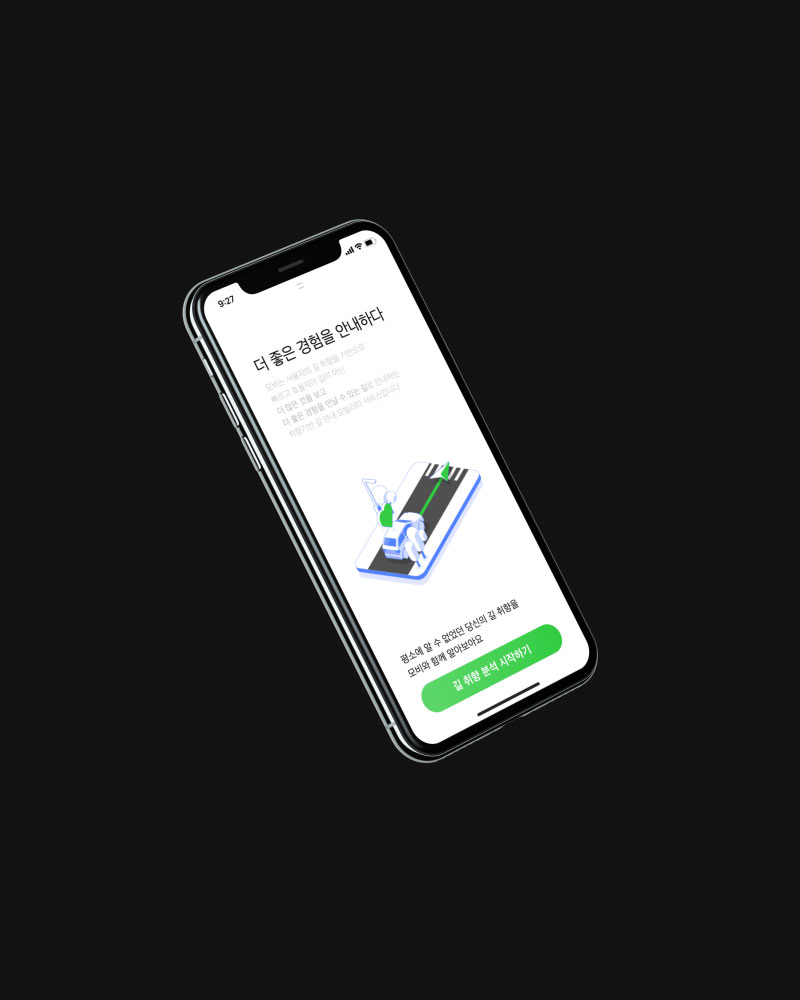 9:27
더 좋은 경험을 안내하다
모비는 사용자의 길 취향을 기반으로
빠르고 효율적이 길이 아닌
더 많은 것을 보고
더 좋은 경험을 만날 수 있는 길로 안내하는
취향기반 길 안내 모빌리티 서비스입니다.
평소에 알 수 없었던 당신의 길 취향을
모비와 함께 알아보아요
길 취향 분석 시작하기